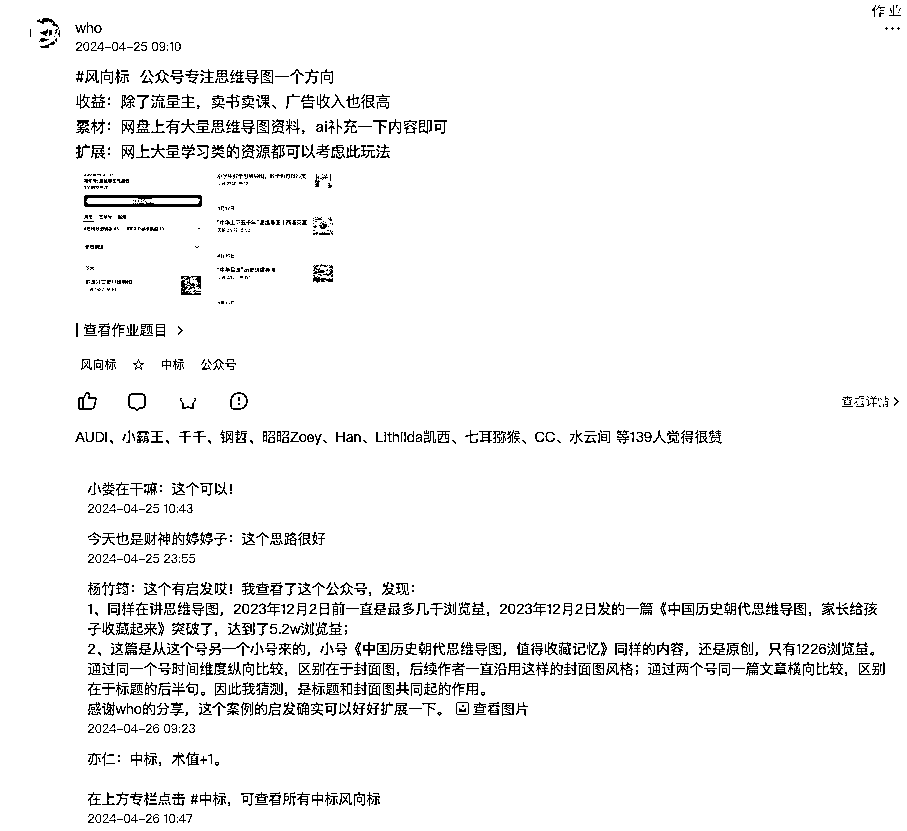 作业
who
2024-04-25 09:10
#风向标 公众号专注思维导图一个方向
收益：除了流量主，卖书卖课、广告收入也很高
素材：网盘上有大量思维导图资料，ai补充一下内容即可
扩展：网上大量学习类的资源都可以考虑此玩法
查看作业题目 >
风向标 ☆ 中标 公众号
查看详情 >
AUDI、小霸王、千千、钢哲、昭昭Zoey、Han、Lithilda凯西、七耳猕猴、CC、水云间 等139人觉得很赞
小娄在干嘛：这个可以！
2024-04-25 10:43
今天也是财神的婷婷子：这个思路很好
2024-04-25 23:55
杨竹筠：这个有启发哎！我查看了这个公众号，发现：
1、同样在讲思维导图，2023年12月2日前一直是最多几千浏览量，2023年12月2日发的一篇《中国历史朝代思维导图，家长给孩
子收藏起来》突破了，达到了5.2w浏览量；
2、这篇是从这个号另一个小号来的，小号《中国历史朝代思维导图，值得收藏记忆》同样的内容，还是原创，只有1226浏览量。
通过同一个号时间维度纵向比较，区别在于封面图，后续作者一直沿用这样的封面图风格；通过两个号同一篇文章横向比较，区别
在于标题的后半句。因此我猜测，是标题和封面图共同起的作用。
感谢who的分享，这个案例的启发确实可以好好扩展一下。 查看图片
2024-04-26 09:23
亦仁：中标，术值+1。
在上方专栏点击 #中标，可查看所有中标风向标
2024-04-26 10:47